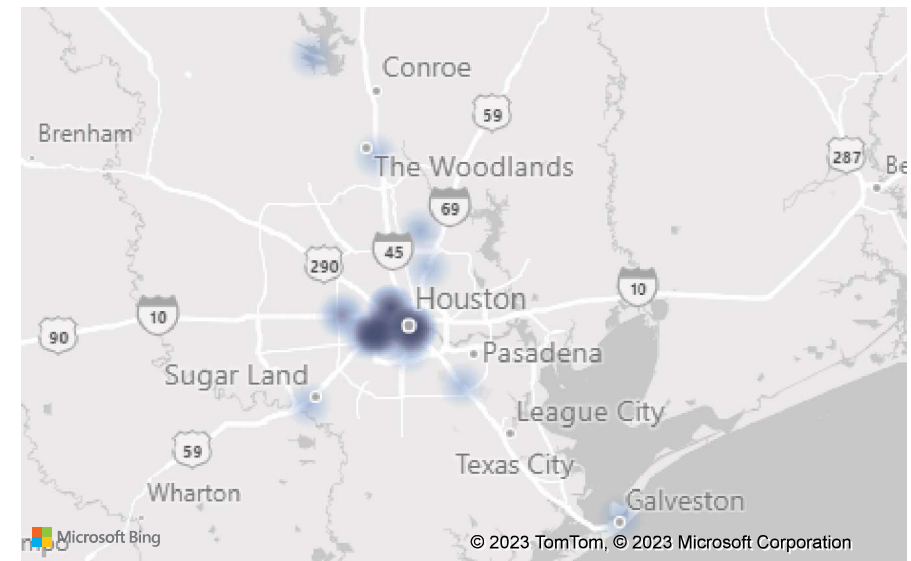 Conroe
59
Brenham
287
Be
The Woodlands
69
45
290
Houston
10
10
90
Pasadena
Sugar Land
League City
59
Texas City
Wharton
Galveston
Microsoft Bing
mpo
© 2023 TomTom, © 2023 Microsoft Corporation